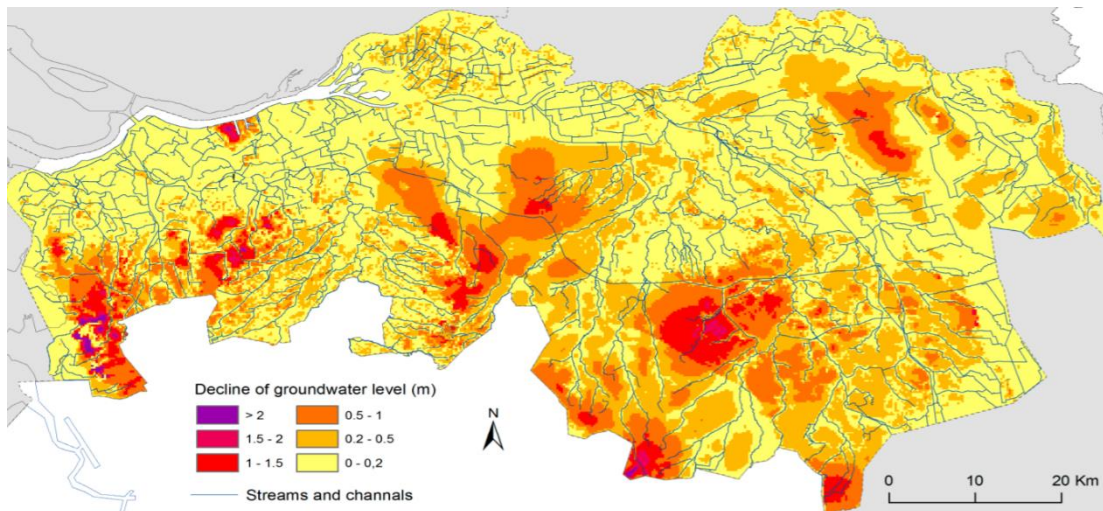 Decline of groundwater level (m)
> 2 0.5 - 1
1.5 - 2 0.2 - 0.5
1 - 1.5 0 - 0,2
Streams and channels
N
0 10 20 Km